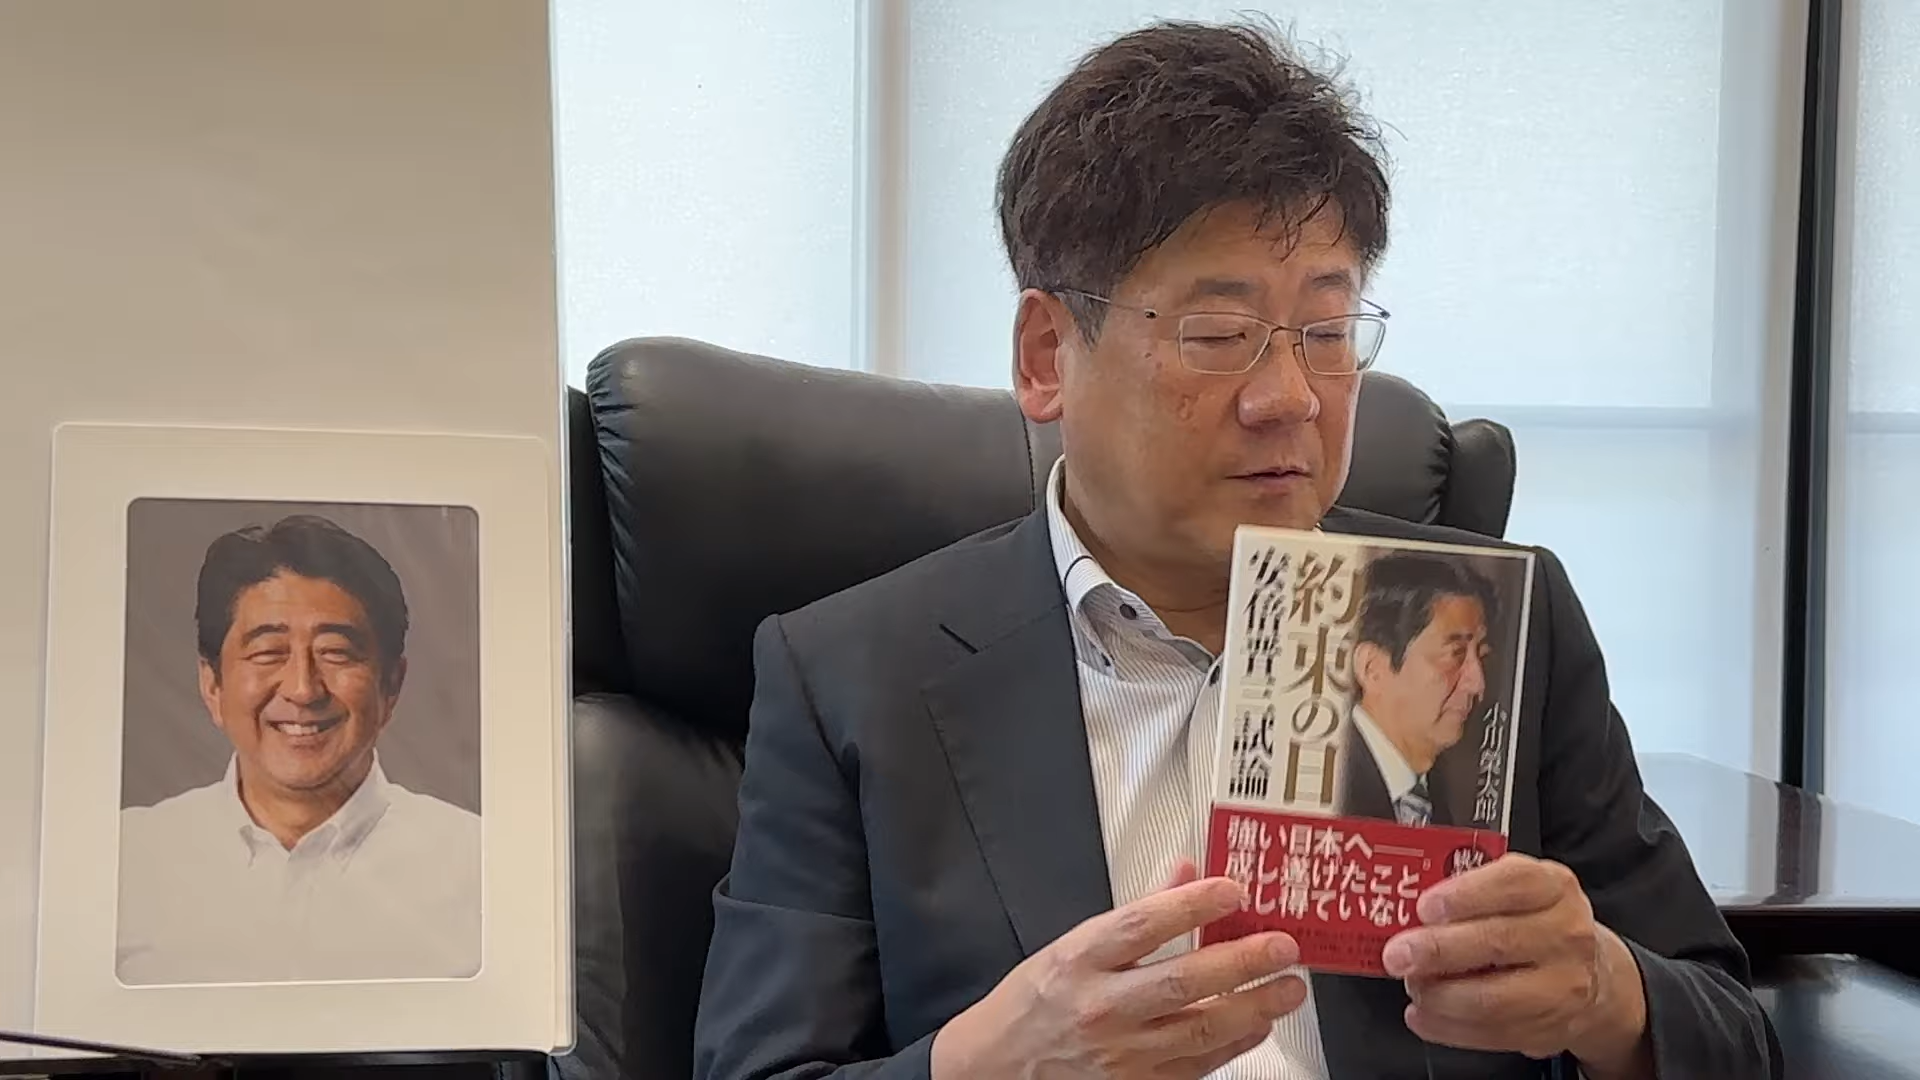 約束の日
安倍晋三試論
小川榮太郎
強い日本へ――。
成し遂げたこと
し得ていない